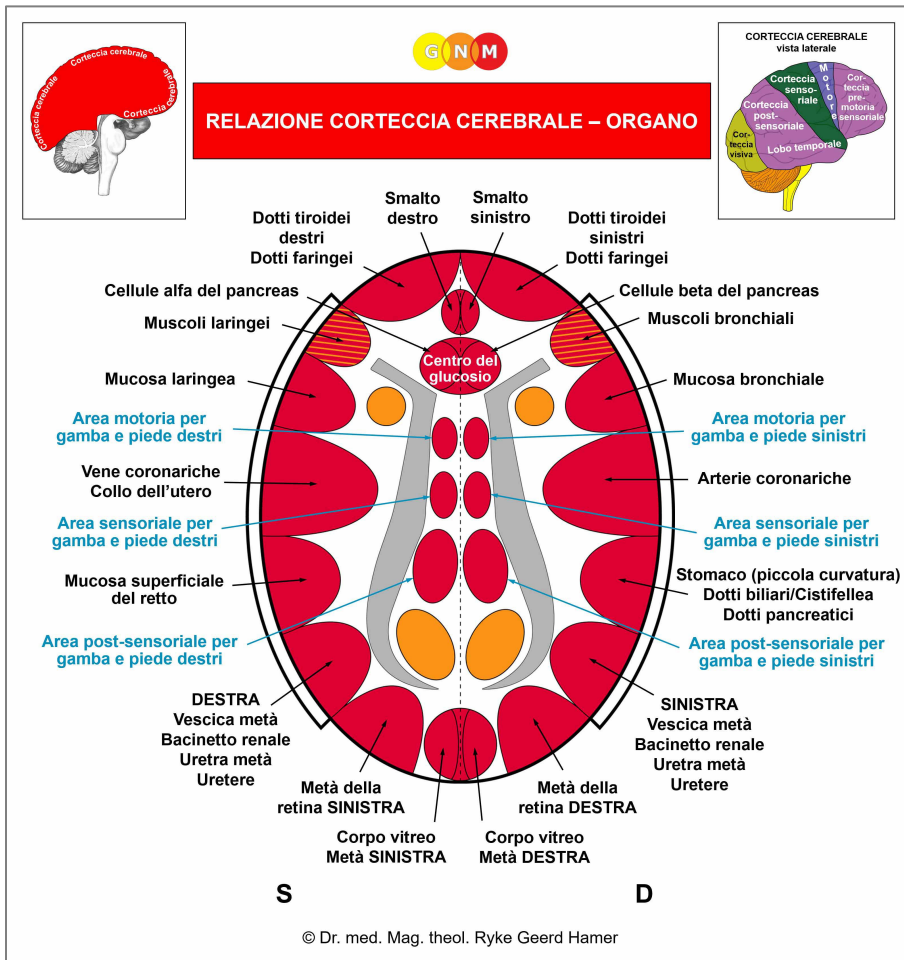 Corteccia cerebrale
Corteccia cerebrale
cerebrale
Corteccia cerebrale
Corteccia
G N M
RELAZIONE CORTECCIA CEREBRALE – ORGANO
CORTECCIA CEREBRALE
vista laterale
Corteccia
senso-
riale
Motore
Cor-
teccia
pre-
motoria
sensoriale
Corteccia
post-
sensoriale
Cor-
teccia
visiva
Lobo temporale
Smalto
destro
Smalto
sinistro
Dotti tiroidei
destri
Dotti faringei
Dotti tiroidei
sinistri
Dotti faringei
Cellule alfa del pancreas
Cellule beta del pancreas
Muscoli laringei
Muscoli bronchiali
Centro del
glucosio
Mucosa laringea
Mucosa bronchiale
Area motoria per
gamba e piede destri
Area motoria per
gamba e piede sinistri
Vene coronariche
Collo dell'utero
Arterie coronariche
Area sensoriale per
gamba e piede destri
Area sensoriale per
gamba e piede sinistri
Mucosa superficiale
del retto
Stomaco (piccola curvatura)
Dotti biliari/Cistifellea
Dotti pancreatici
Area post-sensoriale per
gamba e piede destri
Area post-sensoriale per
gamba e piede sinistri
DESTRA
Vescica metà
Bacinetto renale
Uretra metà
Uretere
SINISTRA
Vescica metà
Bacinetto renale
Uretra metà
Uretere
Metà della
retina SINISTRA
Metà della
retina DESTRA
Corpo vitreo
Metà SINISTRA
Corpo vitreo
Metà DESTRA
S
D
© Dr. med. Mag. theol. Ryke Geerd Hamer